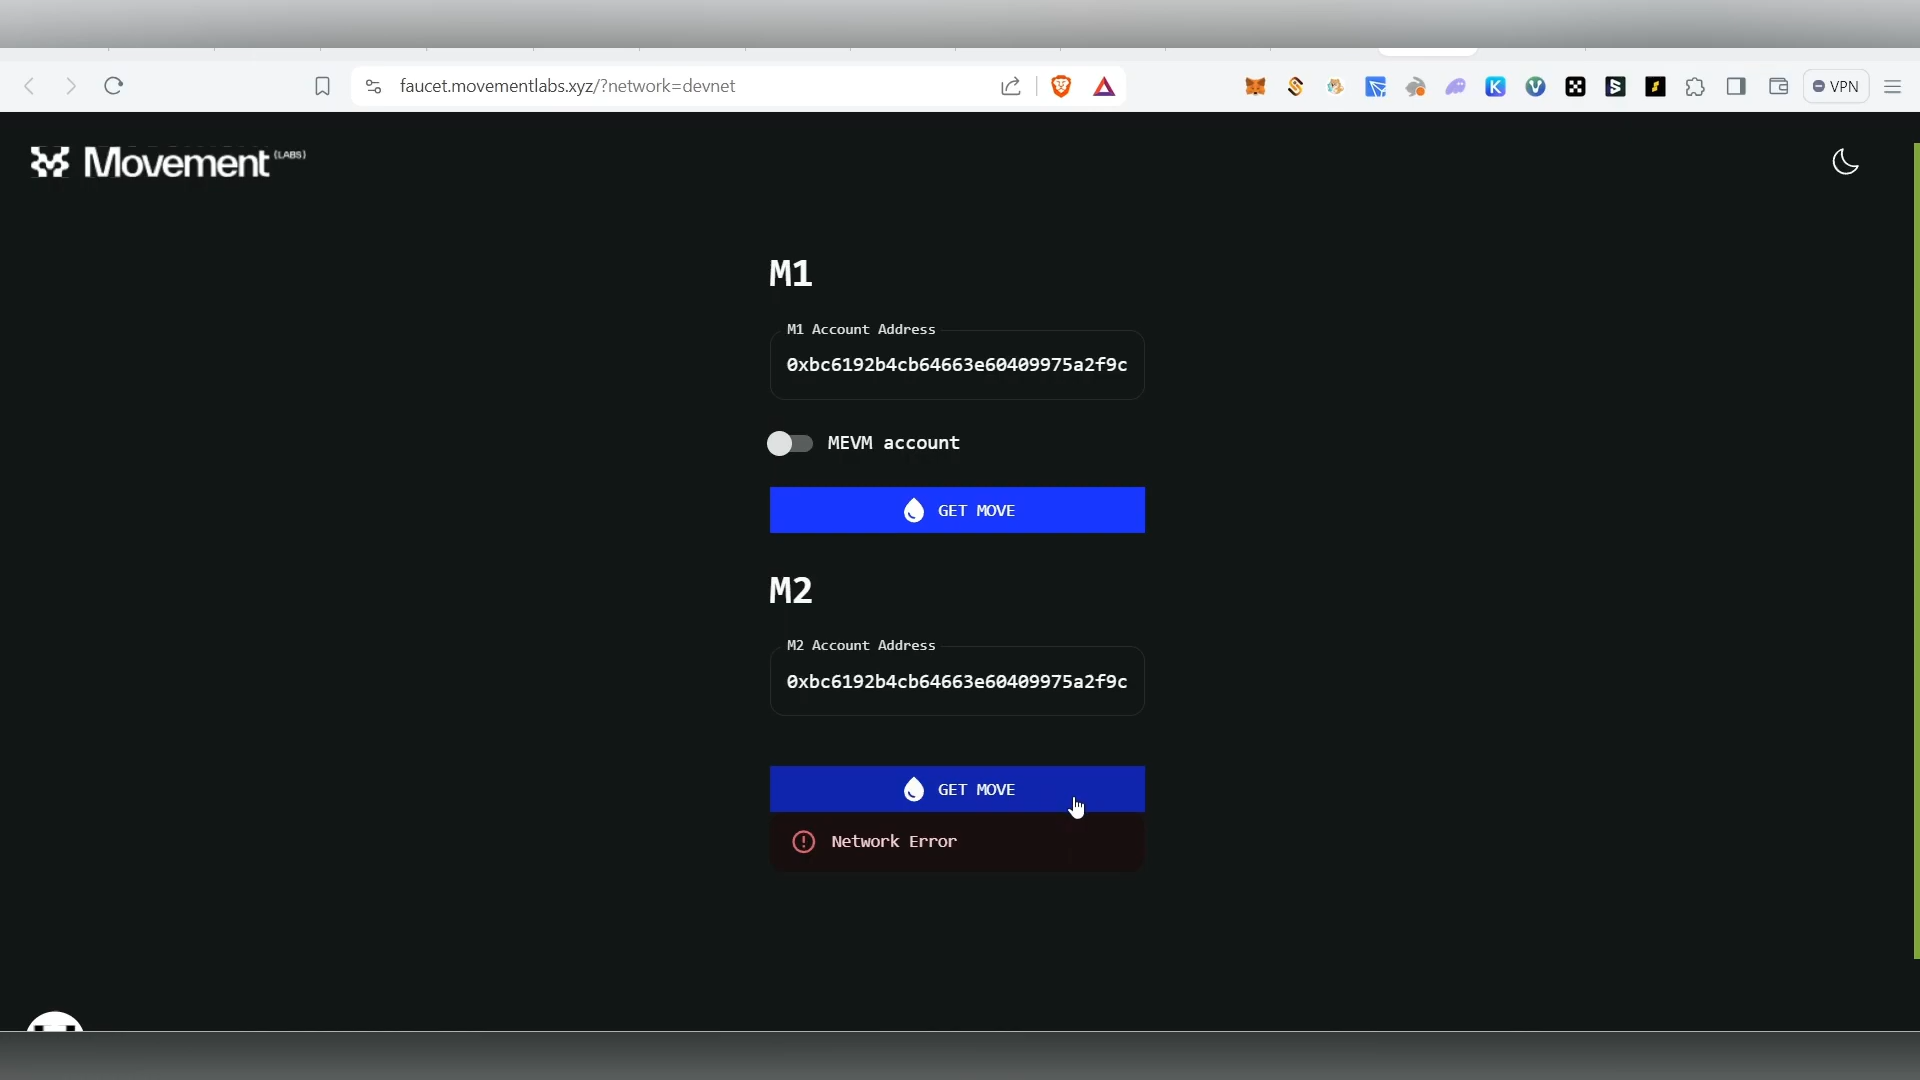 faucet.movementlabs.xyz/?network=devnet
VPN
Movement (LABS)
M1
M1 Account Address
0xbc6192b4cb64663e60409975a2f9c
MEVM account
GET MOVE
M2
M2 Account Address
0xbc6192b4cb64663e60409975a2f9c
GET MOVE
Network Error